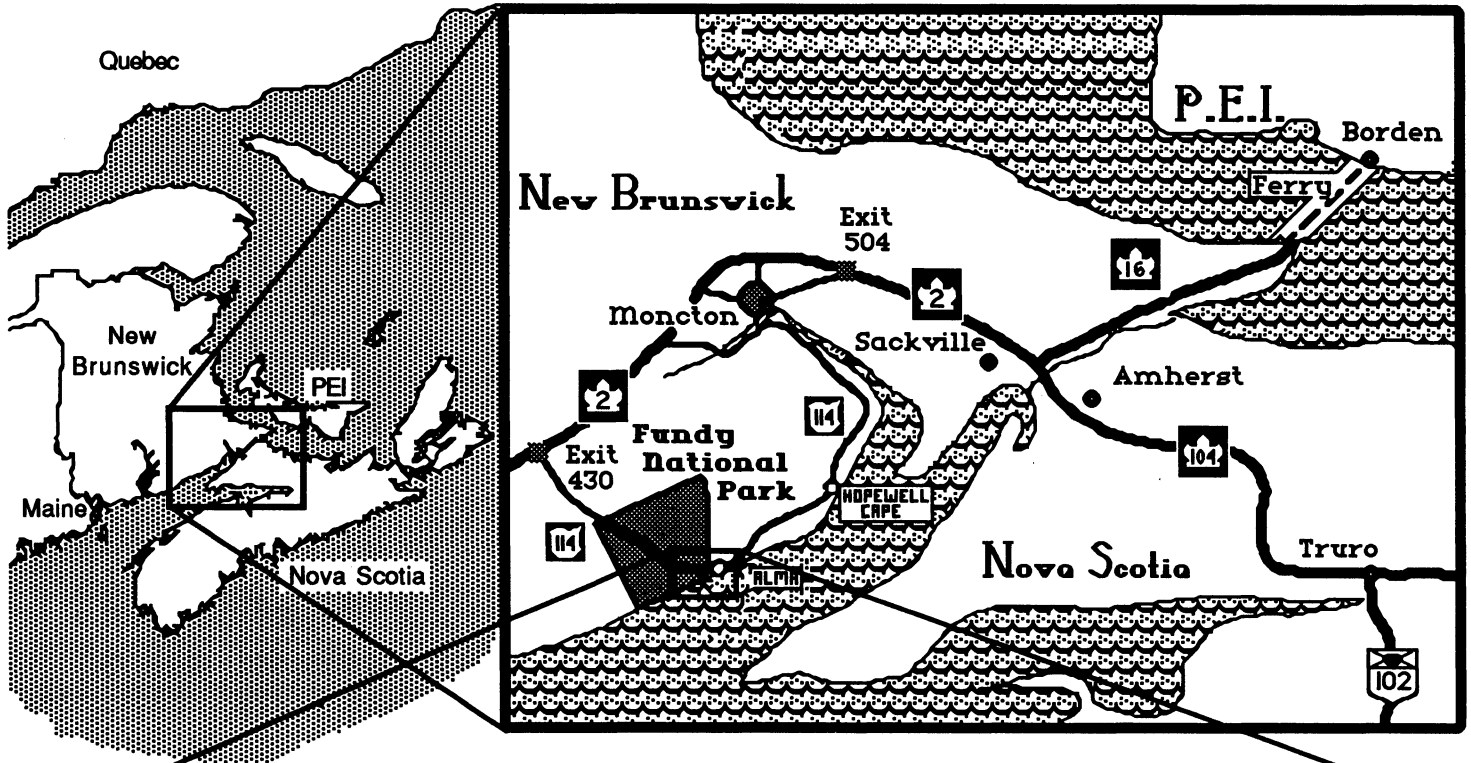 Quebec
New
Brunswick
PEI
Maine
Nova Scotia
P.E.I.
Borden
Ferry
New Brunswick
Exit
504
16
2
Moncton
Sackville
Amherst
2
114
Fundy
National
Park
Exit
430
104
HOPEWELL
CAPE
114
Nova Scotia
Truro
ALMA
102